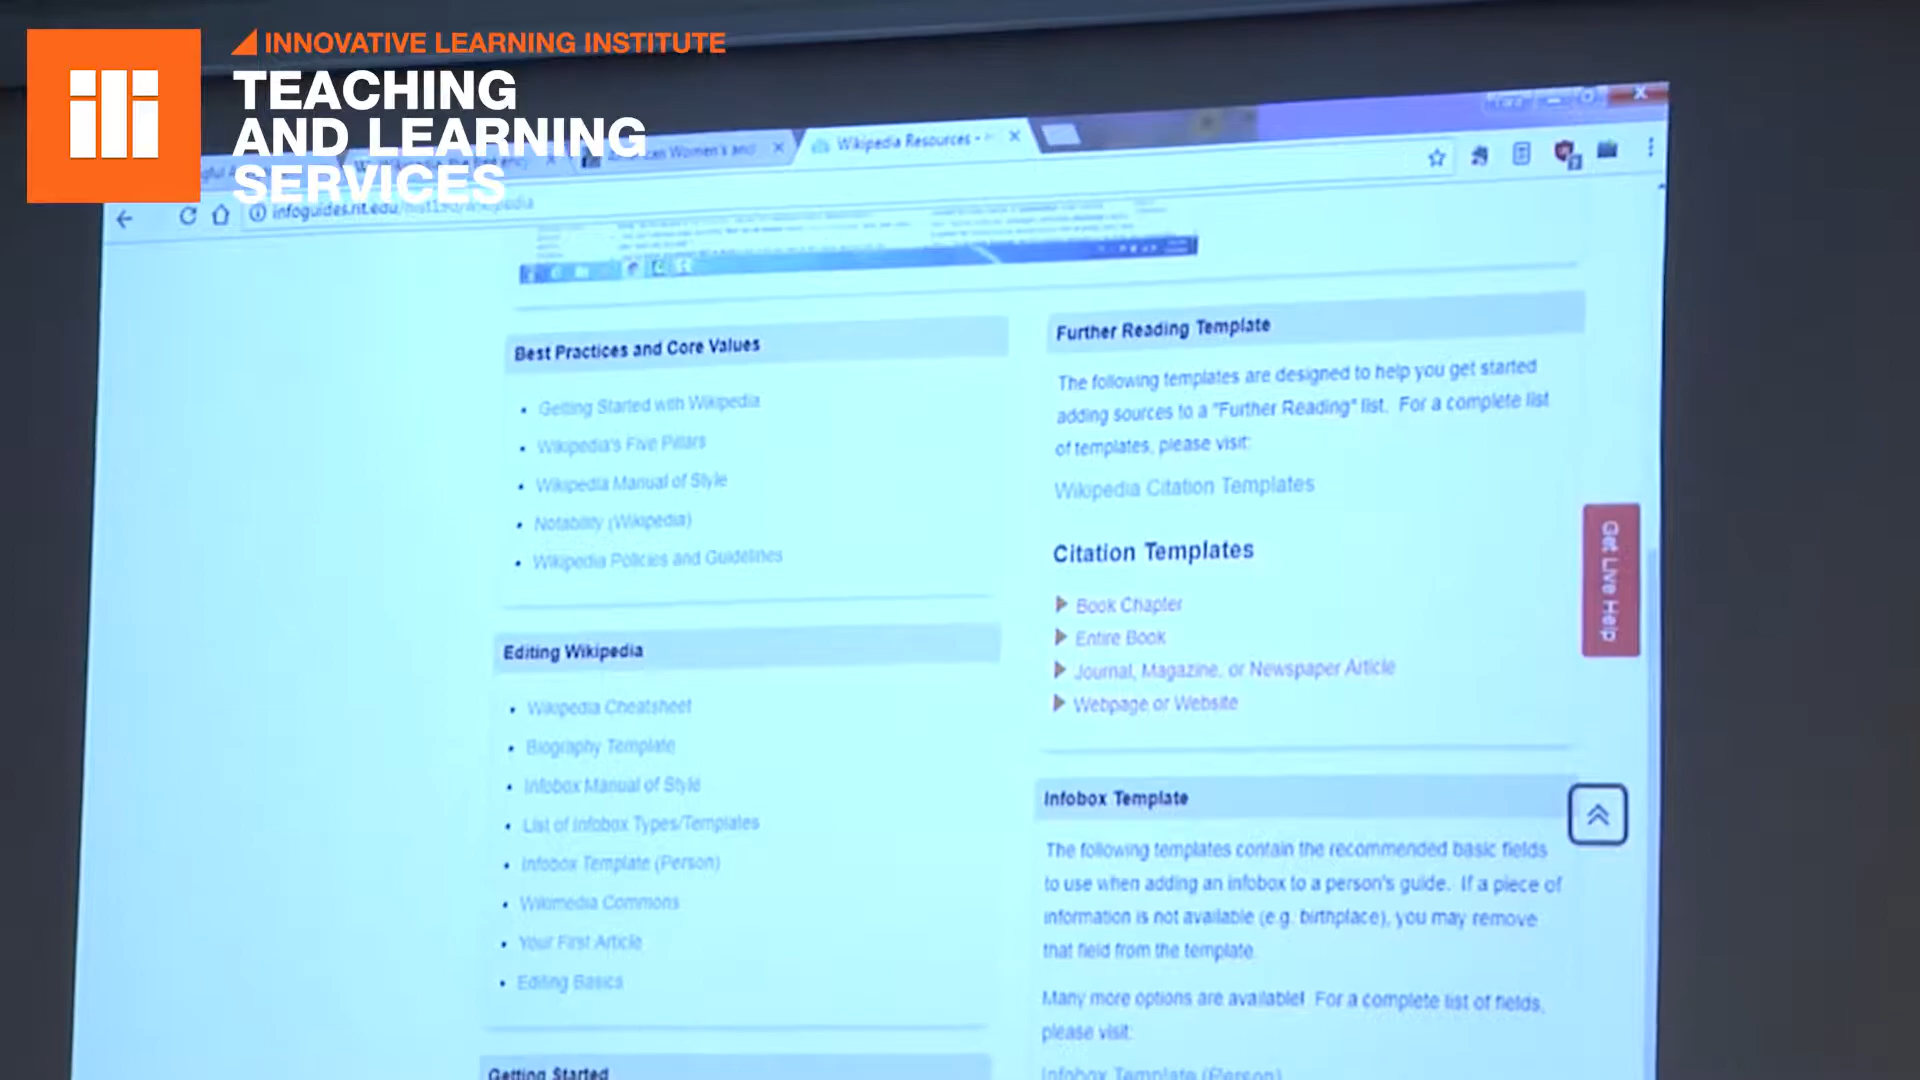 INNOVATIVE LEARNING INSTITUTE
ili
TEACHING
AND LEARNING
SERVICES
Women's and
Wikipedia Resources -
infoguides.rit.edu
Best Practices and Core Values
Getting Started with Wikipedia
Wikipedia's Five Pillars
Wikipedia Manual of Style
Notability (Wikipedia)
Wikipedia Policies and Guidelines
Editing Wikipedia
Wikipedia Cheatsheet
Biography Template
Infobox Manual of Style
List of Infobox Types/Templates
Infobox Template (Person)
Wikimedia Commons
Your First Article
Editing Basics
Getting Started
Further Reading Template
The following templates are designed to help you get started
adding sources to a "Further Reading" list. For a complete list
of templates, please visit:
Wikipedia Citation Templates
Citation Templates
Book Chapter
Entire Book
Journal, Magazine, or Newspaper Article
Webpage or Website
Infobox Template
The following templates contain the recommended basic fields
to use when adding an infobox to a person's guide. If a piece of
information is not available (e.g. birthplace), you may remove
that field from the template.
Many more options are available! For a complete list of fields,
please visit:
Infobox Template (Person)
Get Live Help